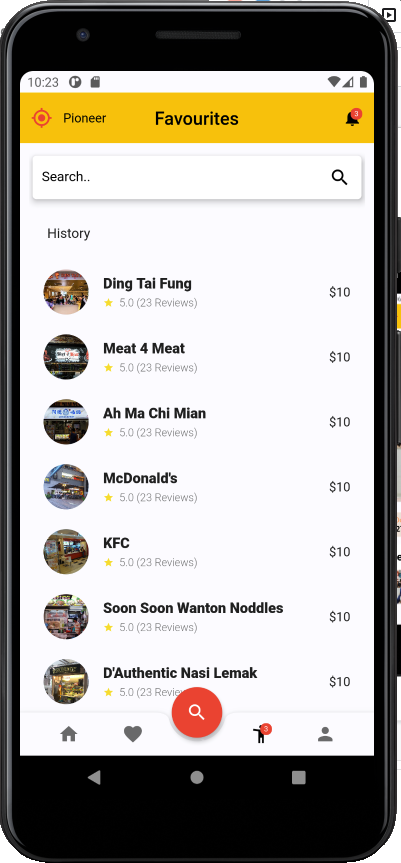 10:23
Pioneer
Favourites
3
Search..
History
Ding Tai Fung
5.0 (23 Reviews)
$10
Meat 4 Meat
5.0 (23 Reviews)
$10
Ah Ma Chi Mian
5.0 (23 Reviews)
$10
McDonald's
5.0 (23 Reviews)
$10
KFC
5.0 (23 Reviews)
$10
Soon Soon Wanton Noddles
5.0 (23 Reviews)
$10
D'Authentic Nasi Lemak
5.0 (23 Revie
$10
3